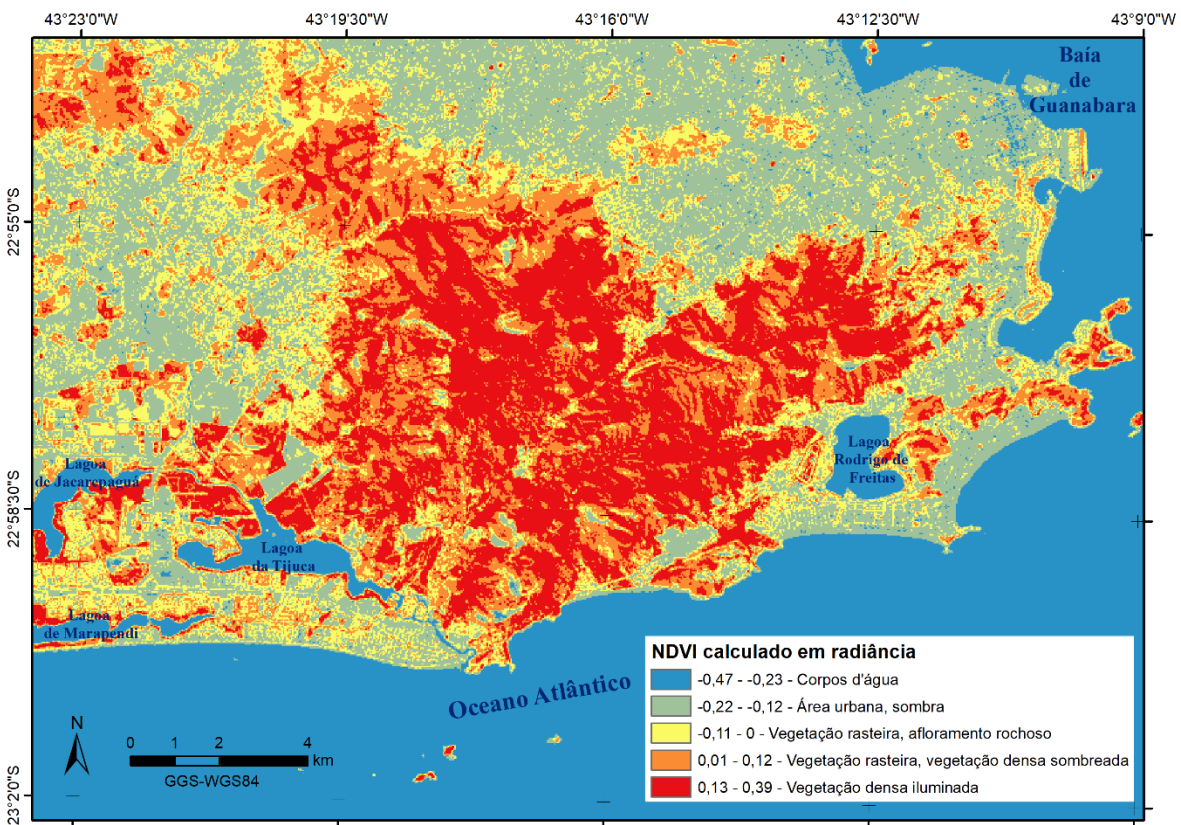 43°23'0"W
43°19'30"W
43°16'0"W
43°12'30"W
43°9'0"W
Baía
de
Guanabara
22°55'0"S
Lagoa
Rodrigo de
Freitas
Lagoa
de Jacarepaguá
22°58'30"S
Lagoa
da Tijuca
Lagoa
de Marapendi
Oceano Atlântico
NDVI calculado em radiância
-0,47 - -0,23 - Corpos d'água
-0,22 - -0,12 - Área urbana, sombra
-0,11 - 0 - Vegetação rasteira, afloramento rochoso
0,01 - 0,12 - Vegetação rasteira, vegetação densa sombreada
0,13 - 0,39 - Vegetação densa iluminada
N
0 1 2 4
km
GGS-WGS84
23°2'0"S